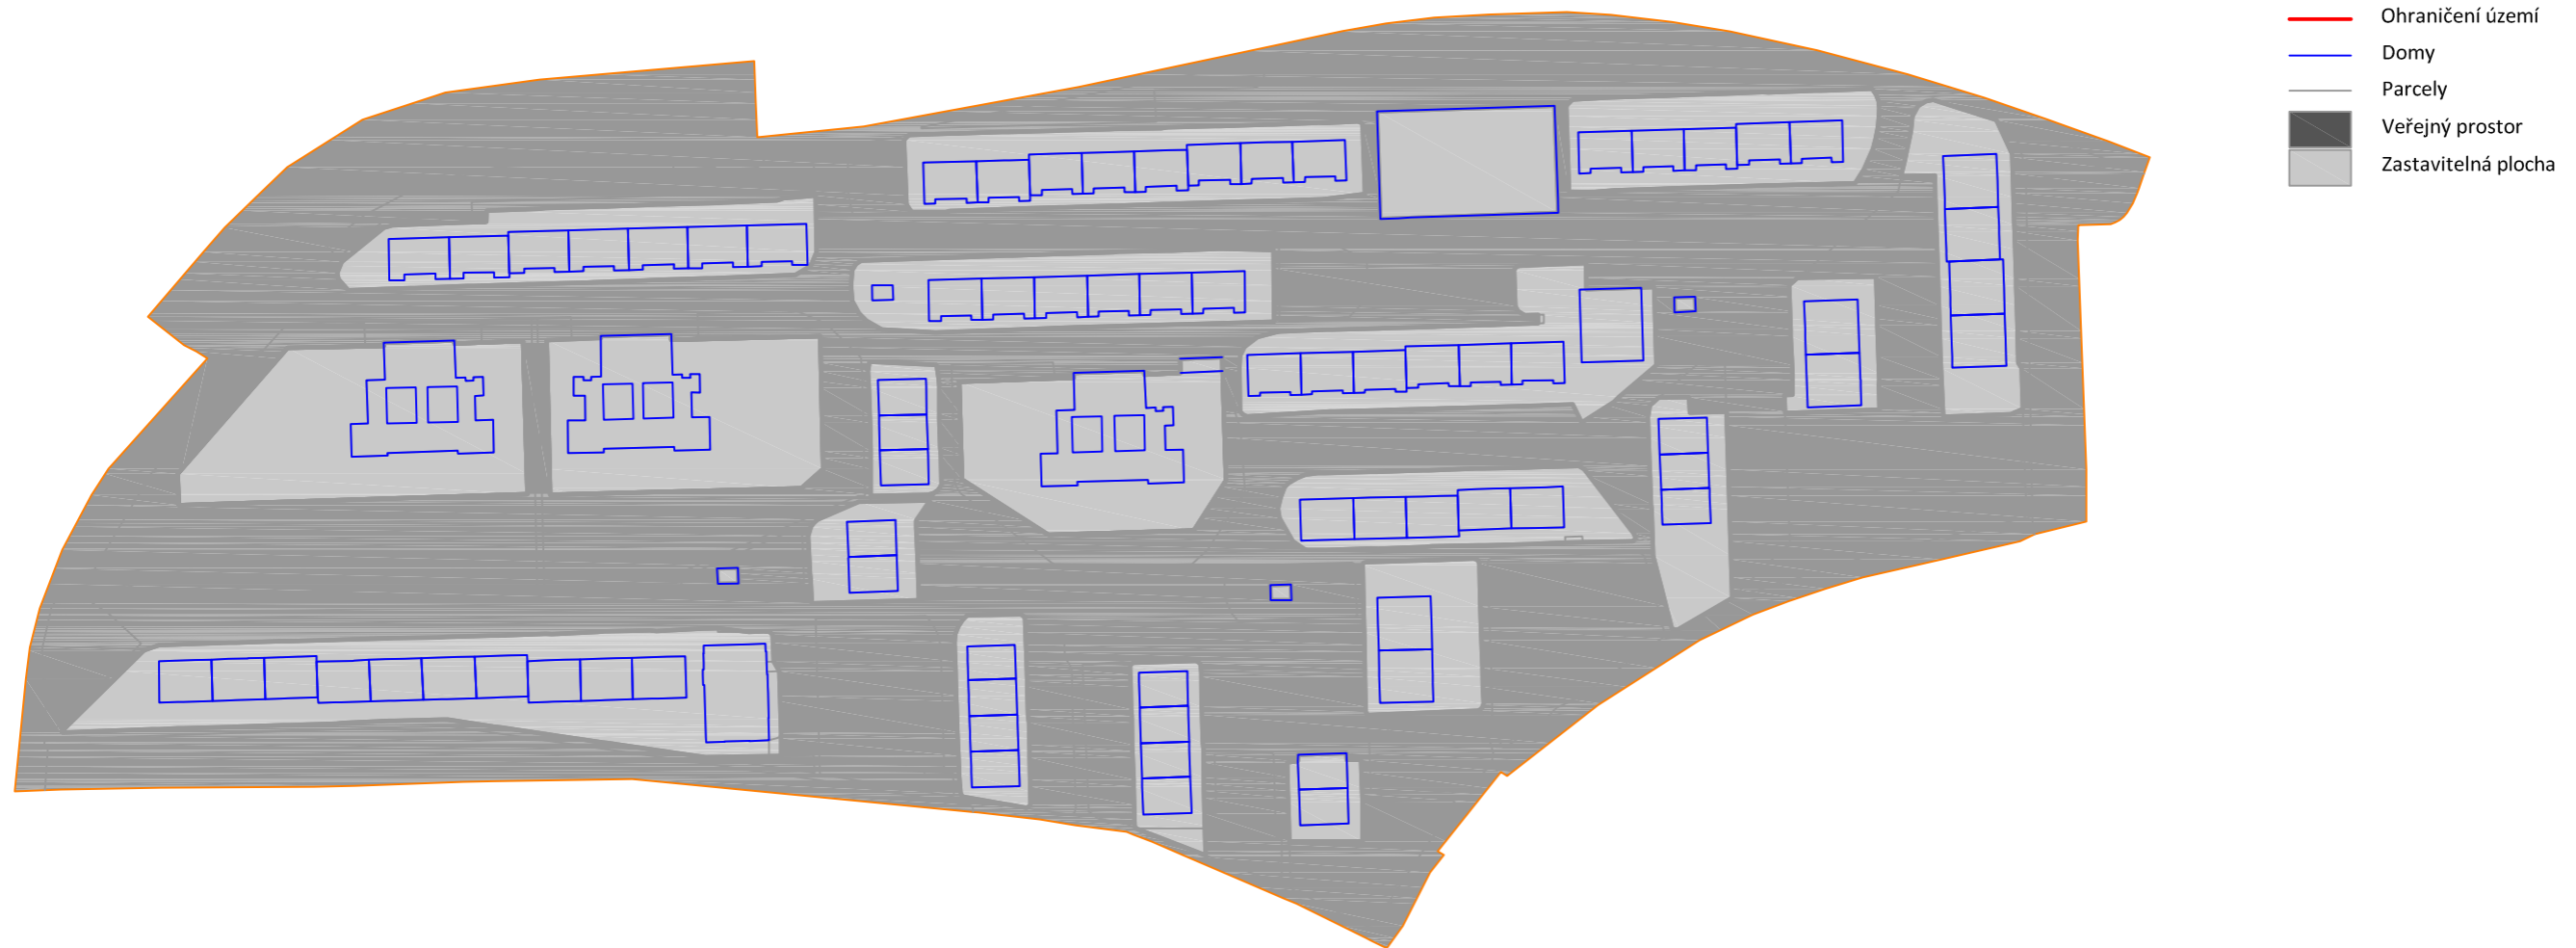 Ohraničení území
Domy
Parcely
Veřejný prostor
Zastavitelná plocha